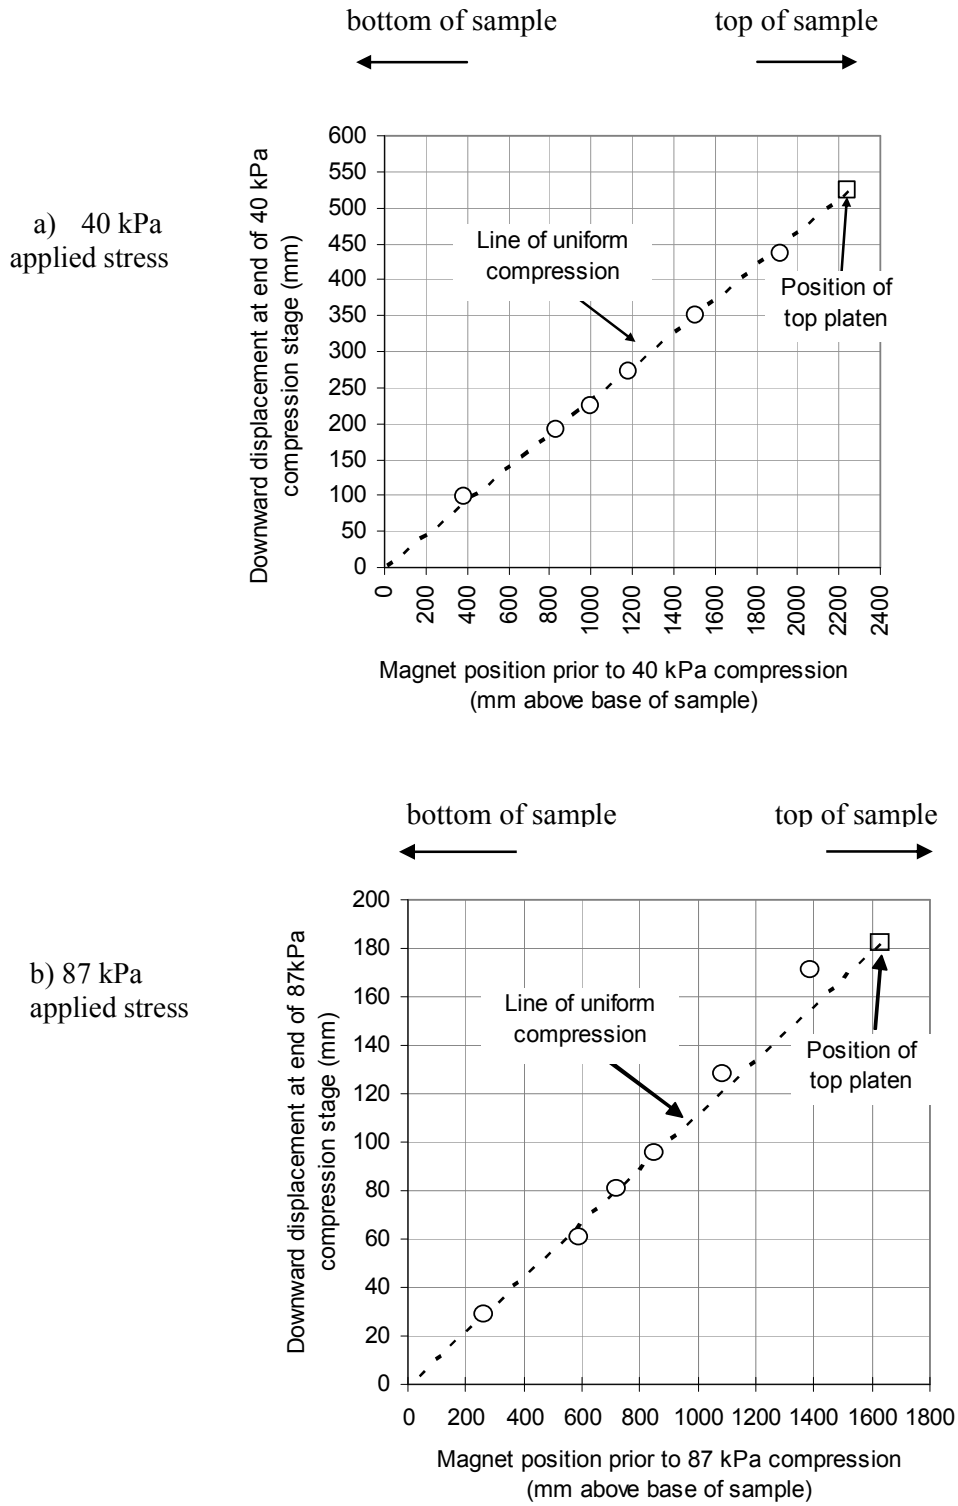 bottom of sample
top of sample
a) 40 kPa
applied stress
Downward displacement at end of 40 kPa
compression stage (mm)
600
550
500
450
400
350
300
250
200
150
100
50
0
Line of uniform
compression
Position of
top platen
0
200
400
600
800
1000
1200
1400
1600
1800
2000
2200
2400
Magnet position prior to 40 kPa compression
(mm above base of sample)
bottom of sample
top of sample
b) 87 kPa
applied stress
Downward displacement at end of 87kPa
compression stage (mm)
200
180
160
140
120
100
80
60
40
20
0
Line of uniform
compression
Position of
top platen
0 200 400 600 800 1000 1200 1400 1600 1800
Magnet position prior to 87 kPa compression
(mm above base of sample)